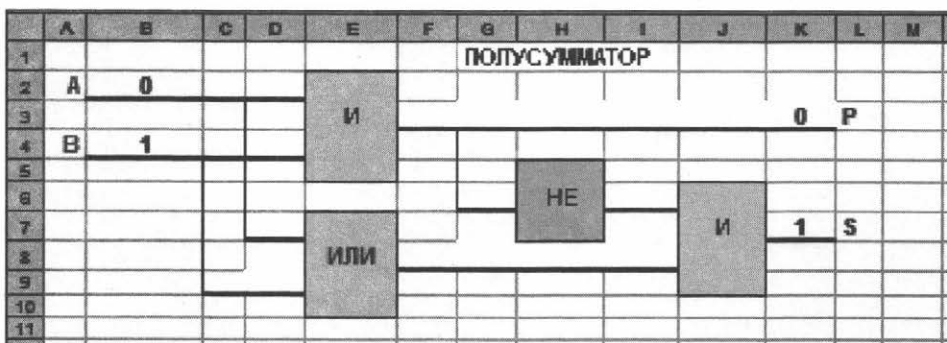 A B C D E F G H I J K L M
1 ПОЛУСУММАТОР
2 A 0
3 И 0 P
4 B 1
5
6 НЕ
7 И 1 S
8 ИЛИ
9
10
11